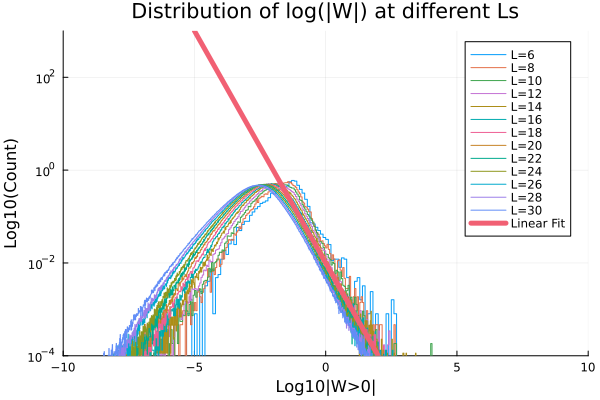 Distribution of log(|W|) at different Ls
Log10(Count)
10²
10⁰
10⁻²
10⁻⁴
−10
−5
0
5
10
Log10|W>0|
L=6
L=8
L=10
L=12
L=14
L=16
L=18
L=20
L=22
L=24
L=26
L=28
L=30
Linear Fit